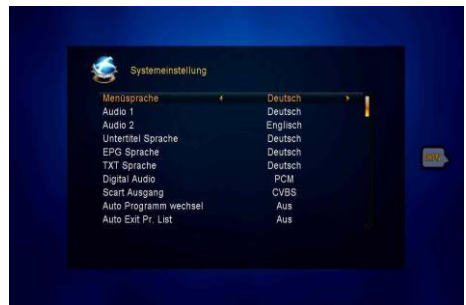 Systemeinstellung
Menüsprache Deutsch
Audio 1 Deutsch
Audio 2 Englisch
Untertitel Sprache Deutsch
EPG Sprache Deutsch
TXT Sprache Deutsch
Digital Audio PCM
Scart Ausgang CVBS
Auto Programm wechsel Aus
Auto Exit Pr. List Aus